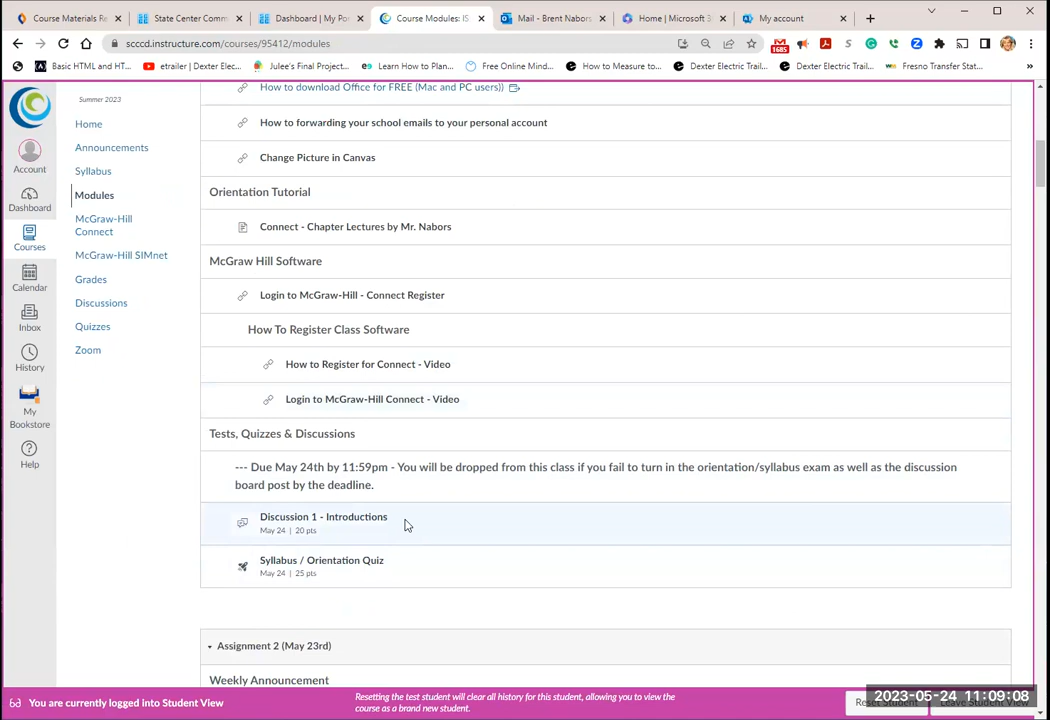 Course Materials Re
State Center Comm
Dashboard | My Po
Course Modules: IS
Mail - Brent Nabors
Home | Microsoft 3
My account
scccd.instructure.com/courses/95412/modules
1685
Basic HTML and HT...
etrailer | Dexter Elec...
Julee's Final Project...
Learn How to Plan...
Free Online Mind...
How to Measure to...
Dexter Electric Trail...
Dexter Electric Trail...
Fresno Transfer Stat...
Account
Dashboard
Courses
Calendar
Inbox
History
My
Bookstore
Help
Summer 2023
Home
Announcements
Syllabus
Modules
McGraw-Hill
Connect
McGraw-Hill SIMnet
Grades
Discussions
Quizzes
Zoom
How to download Office for FREE (Mac and PC users))
How to forwarding your school emails to your personal account
Change Picture in Canvas
Orientation Tutorial
Connect - Chapter Lectures by Mr. Nabors
McGraw Hill Software
Login to McGraw-Hill - Connect Register
How To Register Class Software
How to Register for Connect - Video
Login to McGraw-Hill Connect - Video
Tests, Quizzes & Discussions
--- Due May 24th by 11:59pm - You will be dropped from this class if you fail to turn in the orientation/syllabus exam as well as the discussion
board post by the deadline.
Discussion 1 - Introductions
May 24 | 20 pts
Syllabus / Orientation Quiz
May 24 | 25 pts
Assignment 2 (May 23rd)
Weekly Announcement
You are currently logged into Student View
Resetting the test student will clear all history for this student, allowing you to view the
course as a brand new student.
Reset Student
Leave Student View
2023-05-24 11:09:08